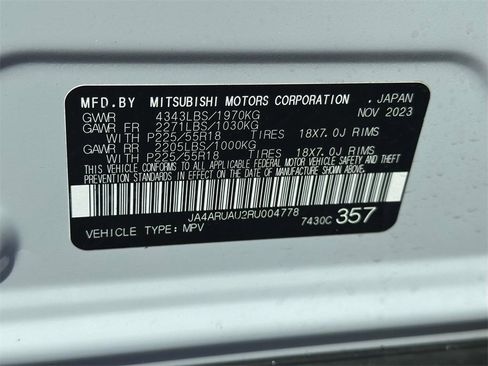 MFD.BY MITSUBISHI MOTORS CORPORATION , JAPAN
GVWR 4343LBS/1970KG NOV 2023
GAWR FR 2271LBS/1030KG
WITH P225/55R18 TIRES 18X7.0J RIMS
GAWR RR 2205LBS/1000KG
WITH P225/55R18 TIRES 18X7.0J RIMS
THIS VEHICLE CONFORMS TO ALL APPLICABLE FEDERAL MOTOR VEHICLE SAFETY AND THEFT
PREVENTION STANDARDS IN EFFECT ON THE DATE OF MANUFACTURE SHOWN ABOVE.
JA4ARUAU2RU004778
VEHICLE TYPE: MPV 7430C 357